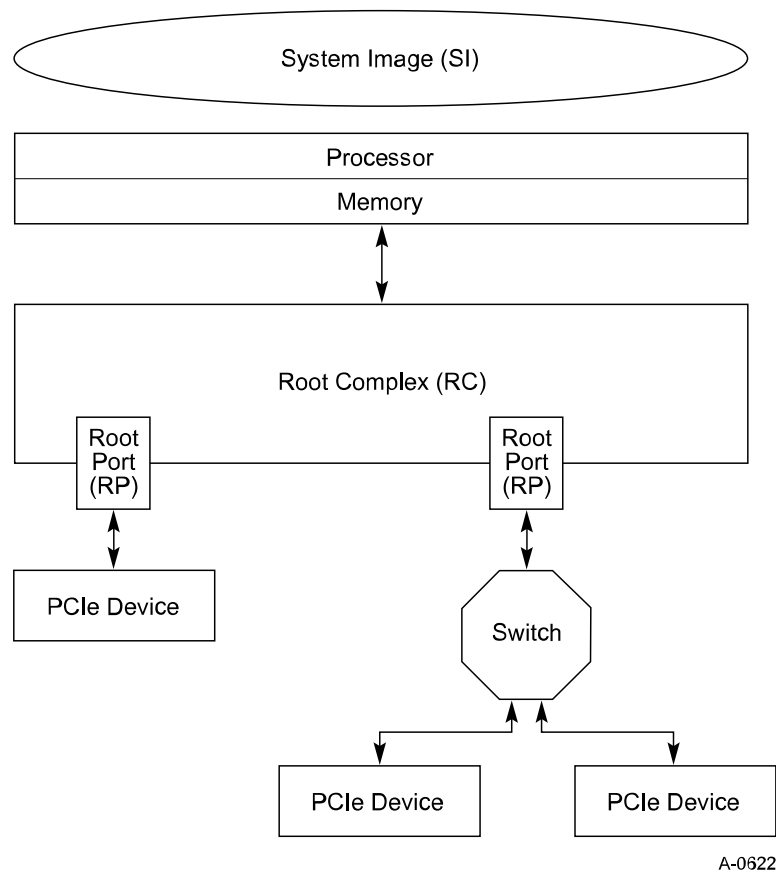 System Image (SI)
Processor
Memory
Root Complex (RC)
Root
Port
(RP)
Root
Port
(RP)
PCIe Device
Switch
PCIe Device
PCIe Device
A-0622